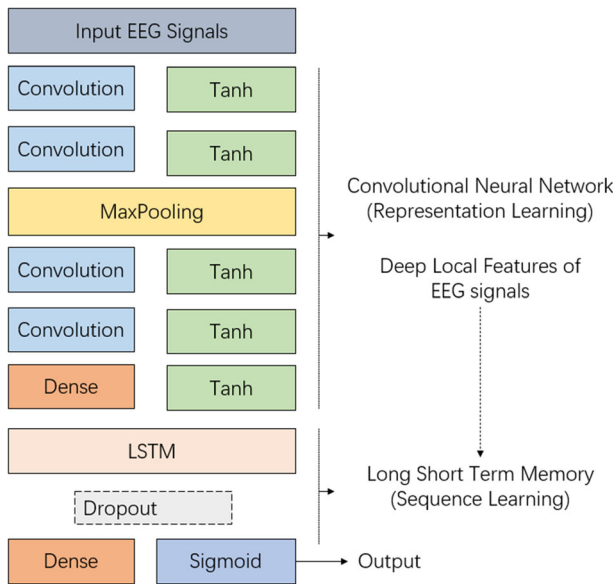 Input EEG Signals
Convolution Tanh
Convolution Tanh
MaxPooling
Convolution Tanh
Convolution Tanh
Dense Tanh
LSTM
Dropout
Dense Sigmoid
Convolutional Neural Network
(Representation Learning)
Deep Local Features of
EEG signals
Long Short Term Memory
(Sequence Learning)
Output